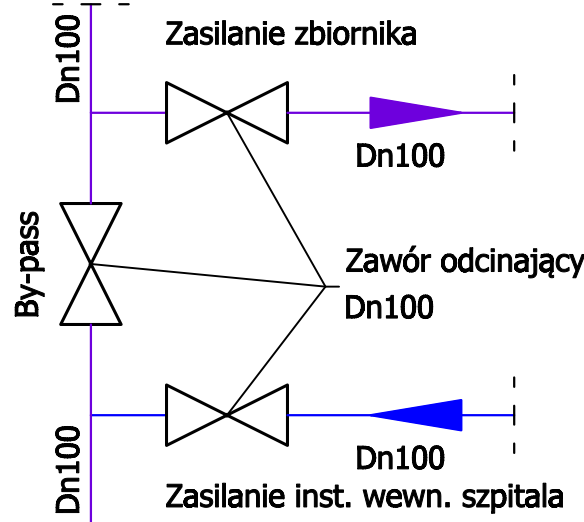 Dn100
Zasilanie zbiornika
Dn100
By-pass
Zawór odcinający
Dn100
Dn100
Dn100
Zasilanie inst. wewn. szpitala